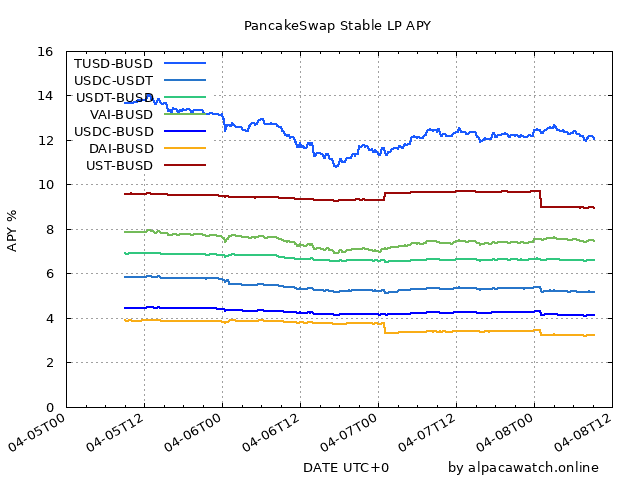 PancakeSwap Stable LP APY
16
14
12
10
8
6
4
2
0
APY %
TUSD-BUSD
USDC-USDT
USDT-BUSD
VAI-BUSD
USDC-BUSD
DAI-BUSD
UST-BUSD
04-05T00
04-05T12
04-06T00
04-06T12
04-07T00
04-07T12
04-08T00
04-08T12
DATE UTC+0
by alpacawatch.online